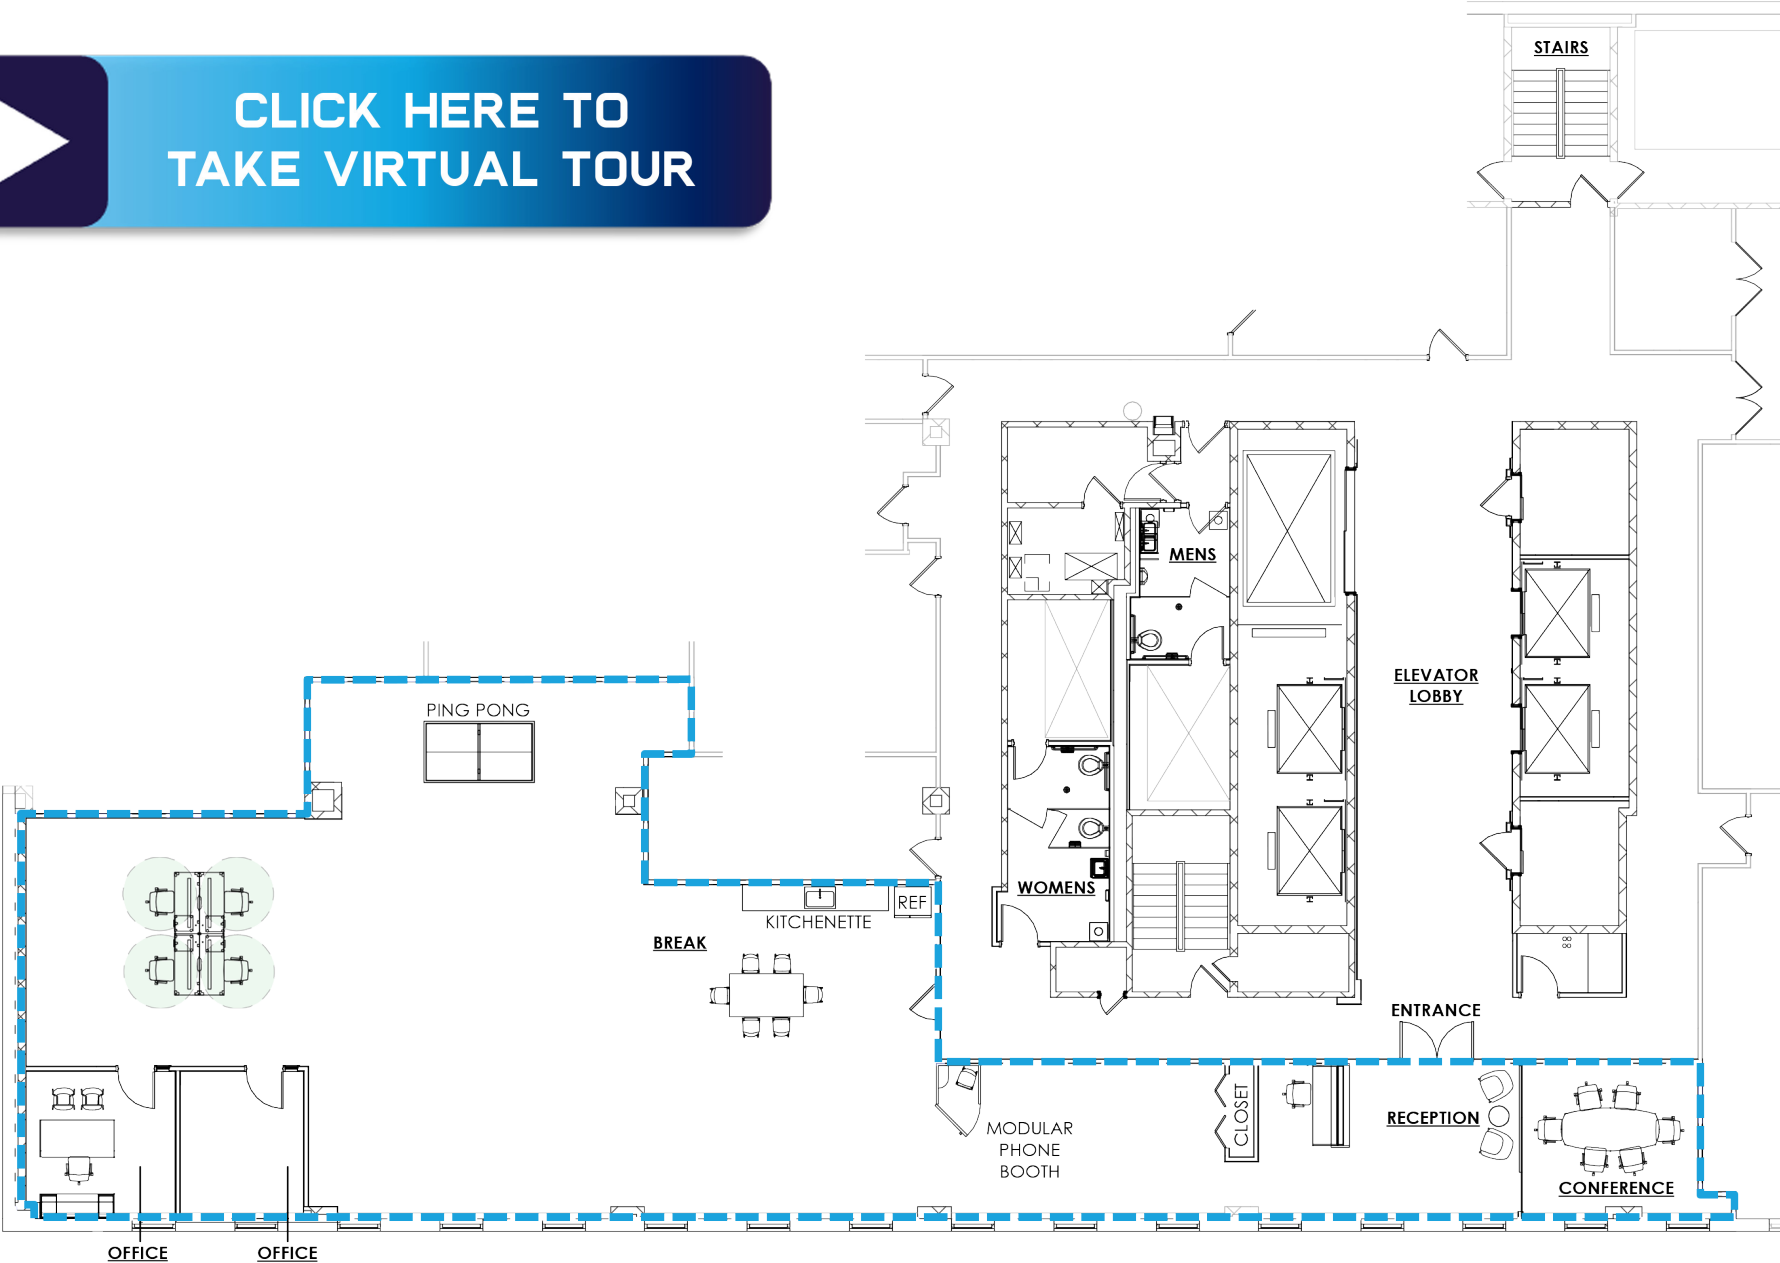 STAIRS
CLICK HERE TO
TAKE VIRTUAL TOUR
MENS
ELEVATOR
LOBBY
PING PONG
WOMENS
REF
KITCHENETTE
BREAK
ENTRANCE
CLOSET
RECEPTION
MODULAR
PHONE
BOOTH
CONFERENCE
OFFICE
OFFICE